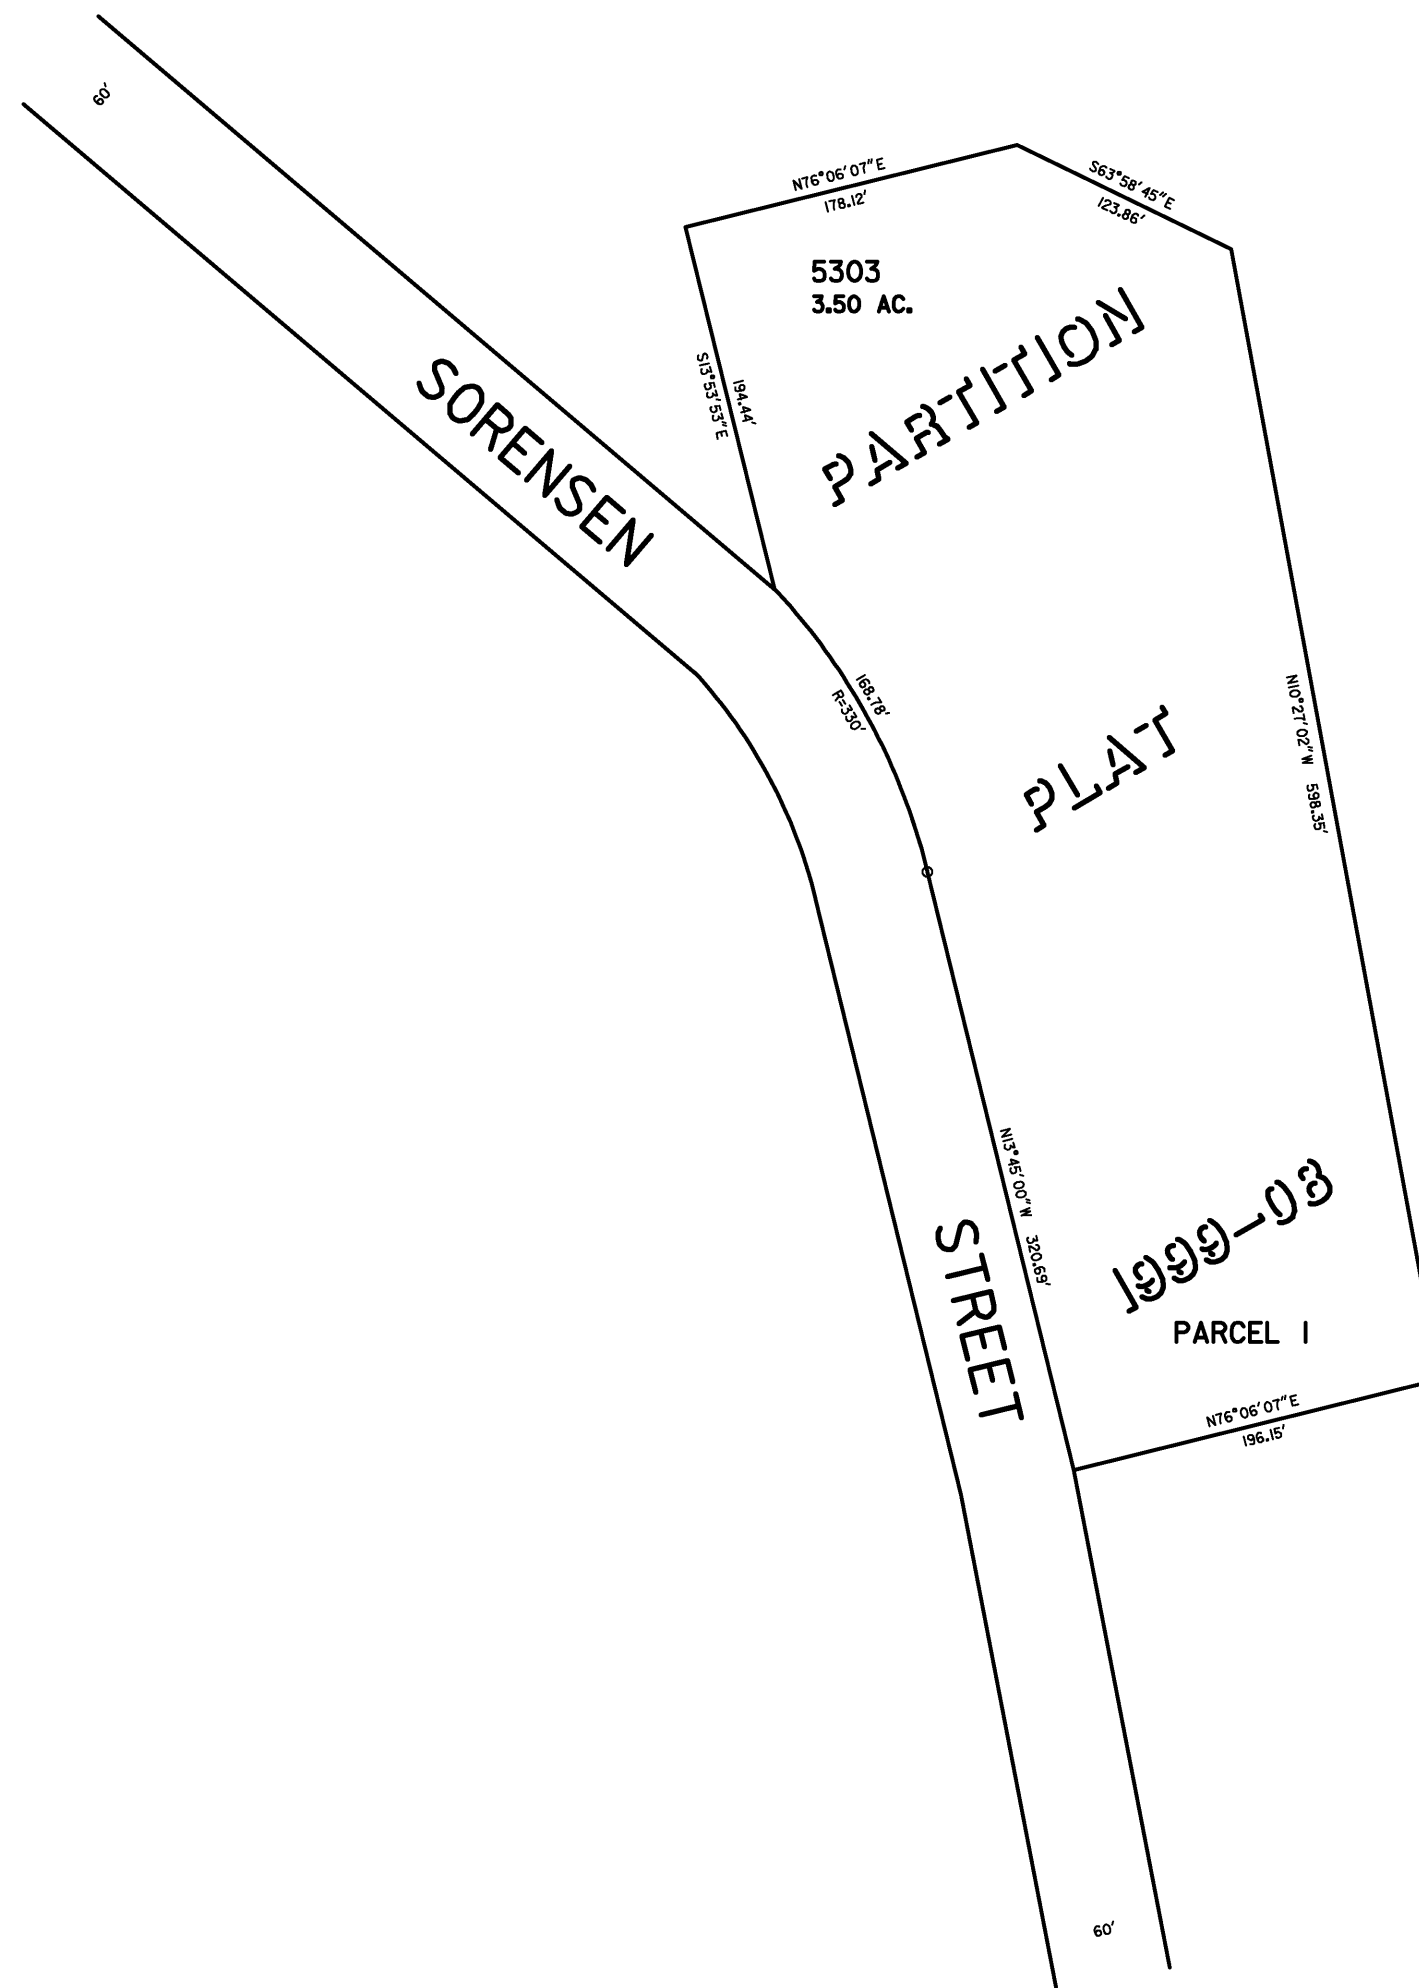 60'
N76°06'07"E
178.12'
S63°58'45"E
123.86'
5303
3.50 AC.
PARTITION
S13°53'53"E
194.44'
SORENSEN
168.78'
R=330'
N10°27'02"W 598.35'
PLAT
N13°45'00"W 320.69'
1999-03
STREET
PARCEL 1
N76°06'07"E
196.15'
60'